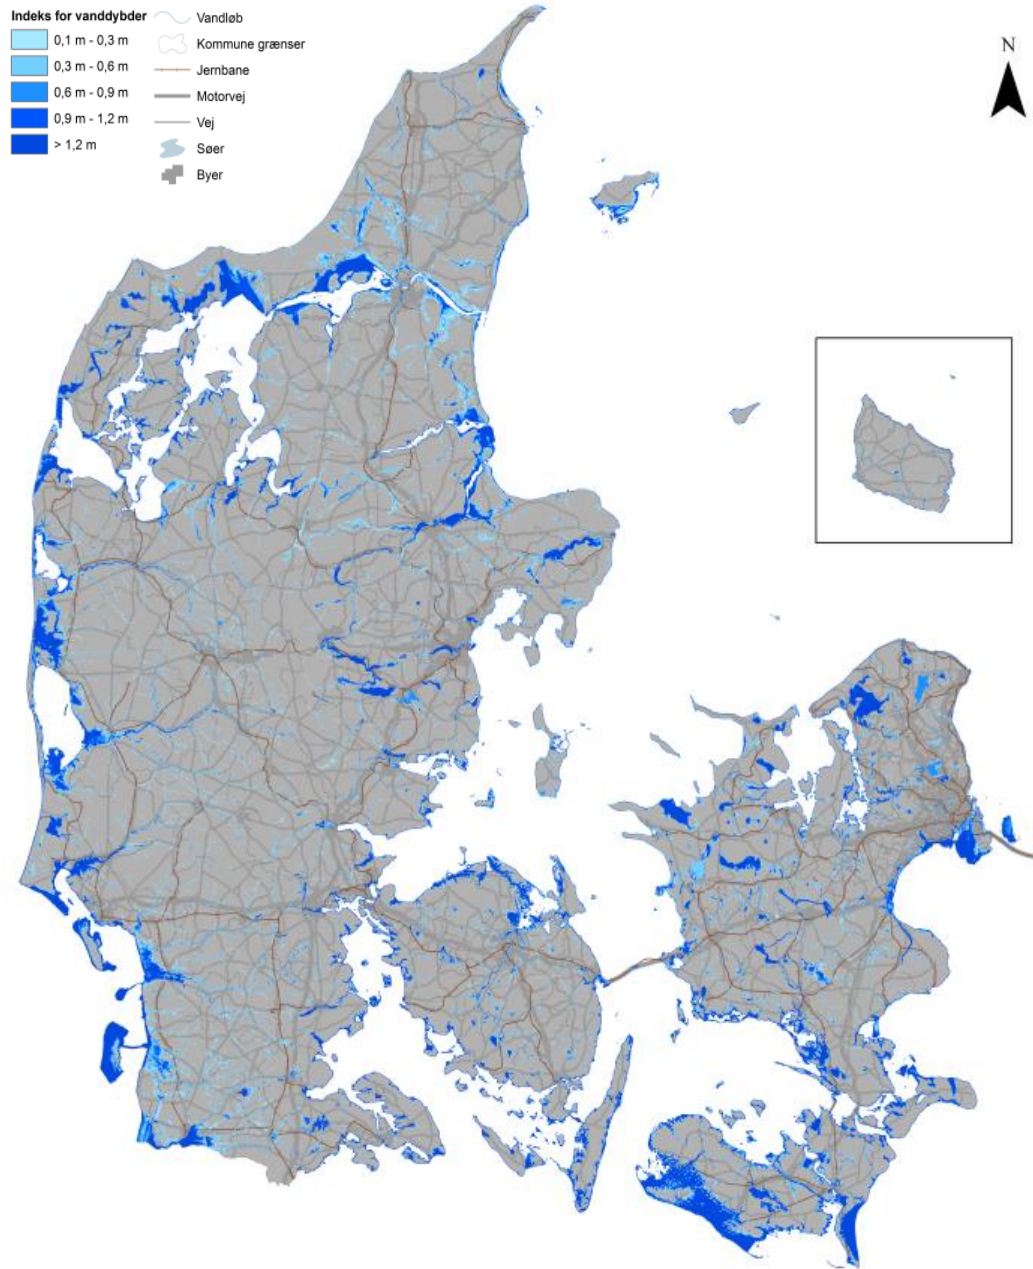 Indeks for vanddybder
0,1 m - 0,3 m
0,3 m - 0,6 m
0,6 m - 0,9 m
0,9 m - 1,2 m
> 1,2 m
Vandløb
Kommune grænser
Jernbane
Motorvej
Vej
Søer
Byer
N